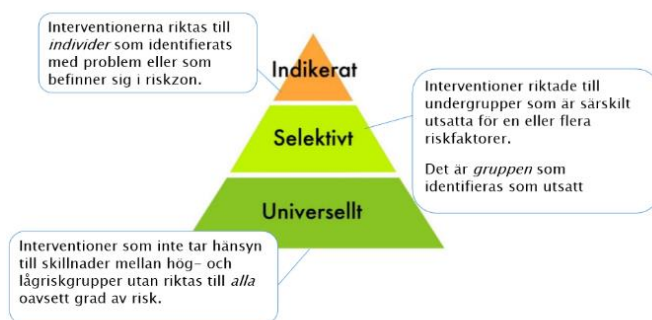 Interventionerna riktas till
individer som identifierats
med problem eller som
befinner sig i riskzon.
Indikerat
Interventioner riktade till
undergrupper som är särskilt
utsatta för en eller flera
riskfaktorer.
Det är gruppen som
identifieras som utsatt
Selektivt
Universellt
Interventioner som inte tar hänsyn
till skillnader mellan hög- och
lågriskgrupper utan riktas till alla
oavsett grad av risk.